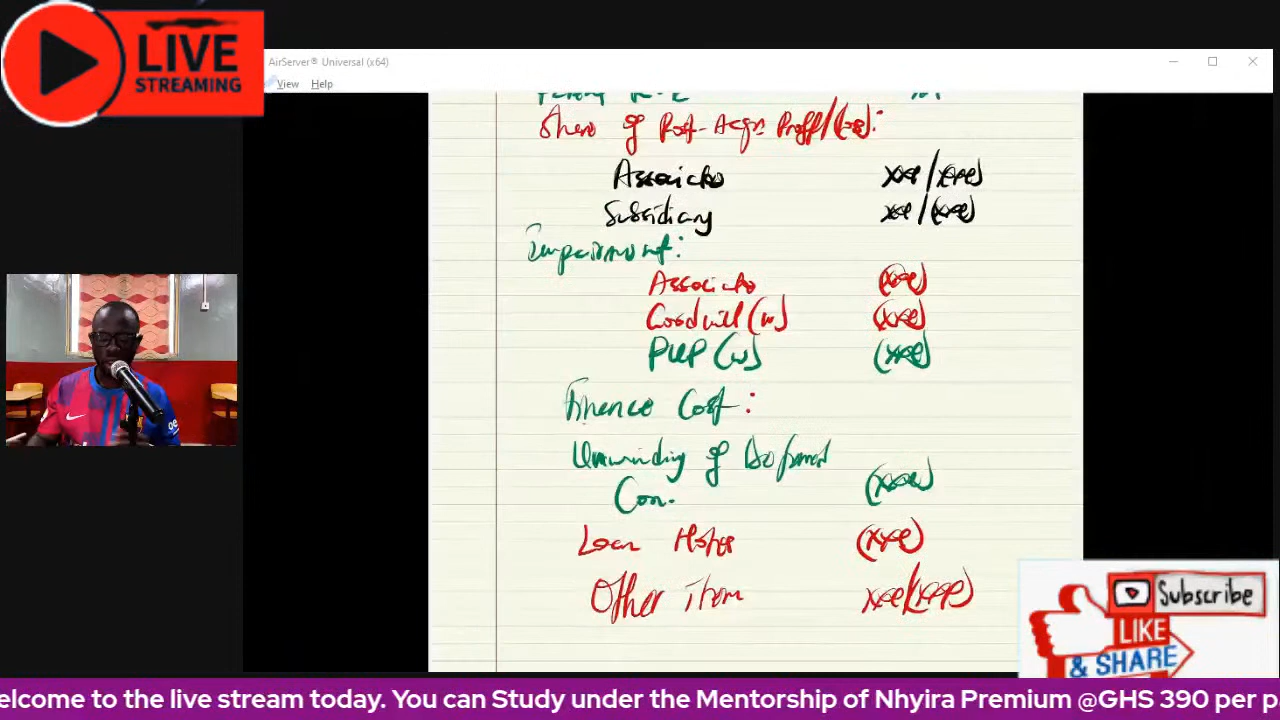 LIVE
STREAMING
AirServer® Universal (x64)
View Help
Share of Post-Acqn Profit/(loss):
Associate xxx/(xxx)
Subsidiary xxx/(xxx)
Impairment:
Associate (xxx)
Goodwill (w) (xxx)
PUP (w) (xxx)
Finance Cost:
Unwinding of Deferred
Con. (xxx)
Loan Notes (xxx)
Other item xxx/(xxx)
Subscribe
LIKE
& SHARE
elcome to the live stream today. You can Study under the Mentorship of Nhyira Premium @GHS 390 per p